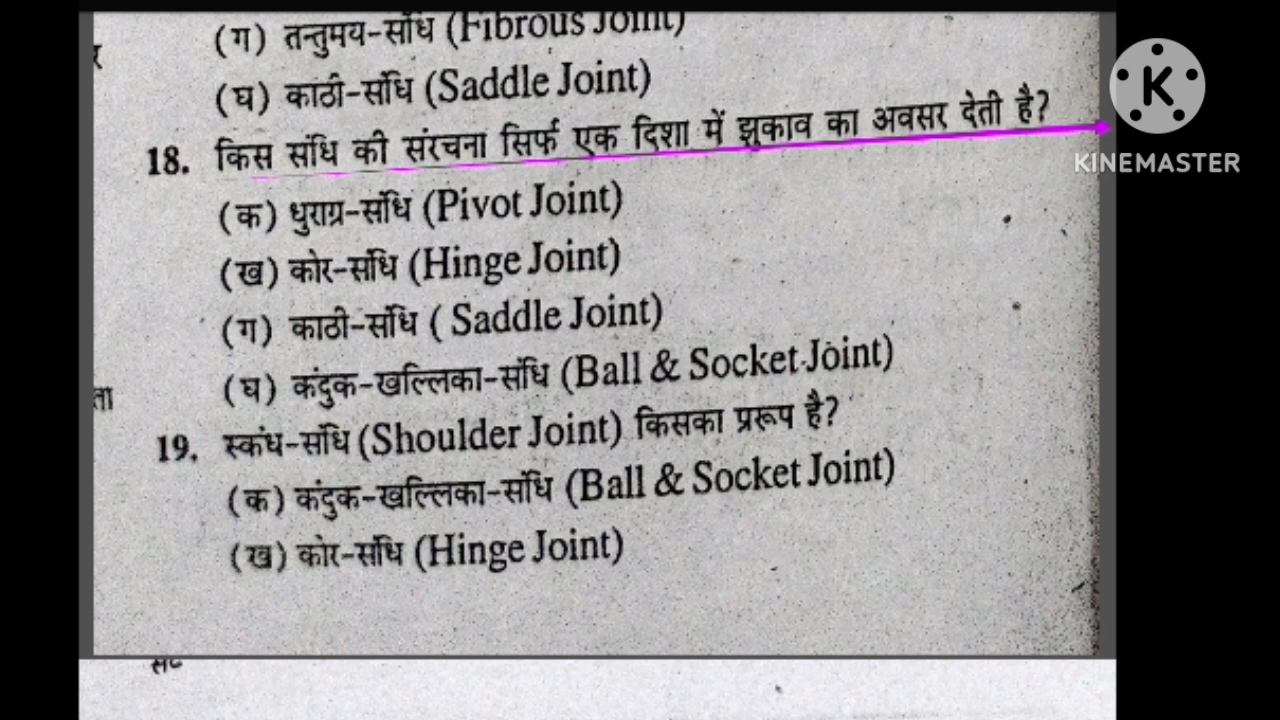 (ग) तन्तुमय-संधि (Fibrous Joint)
(घ) काठी-संधि (Saddle Joint)
18. किस संधि की संरचना सिर्फ एक दिशा में झुकाव का अवसर देती है?
(क) धुराग्र-संधि (Pivot Joint)
(ख) कोर-संधि (Hinge Joint)
(ग) काठी-संधि ( Saddle Joint)
(घ) कंदुक-खल्लिका-संधि (Ball & Socket Joint)
ता
19. स्कंध-संधि (Shoulder Joint) किसका प्ररूप है?
(क) कंदुक-खल्लिका-संधि (Ball & Socket Joint)
(ख) कोर-संधि (Hinge Joint)
K
KINEMASTER